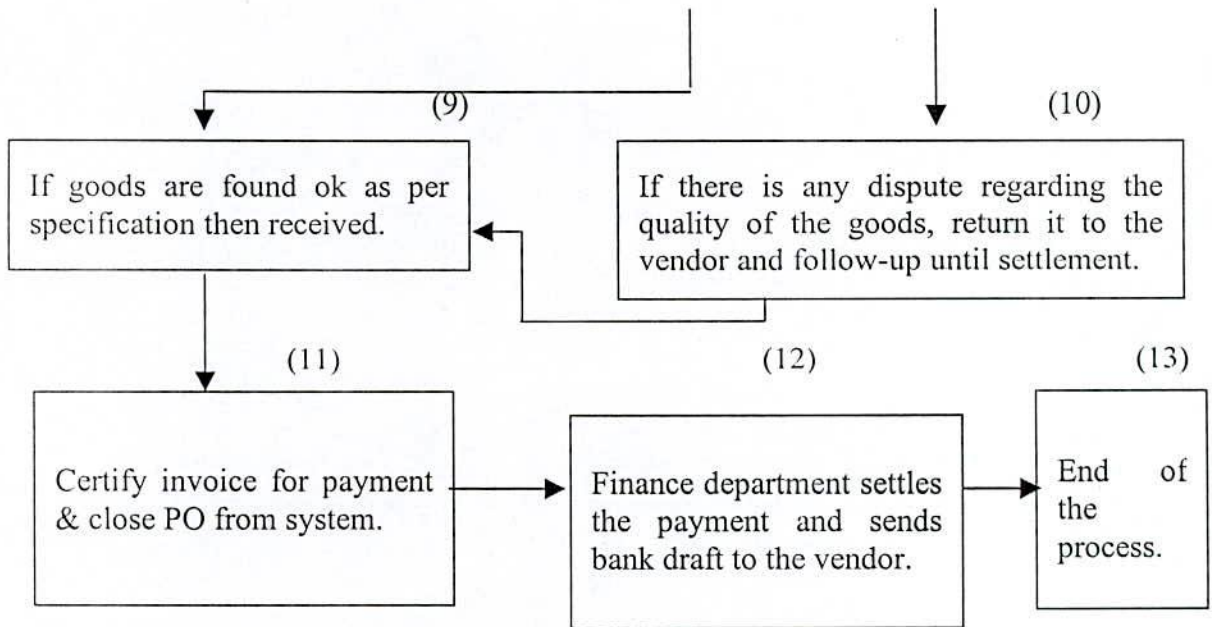 (9)
If goods are found ok as per
specification then received.
(10)
If there is any dispute regarding the
quality of the goods, return it to the
vendor and follow-up until settlement.
(11)
Certify invoice for payment
& close PO from system.
(12)
Finance department settles
the payment and sends
bank draft to the vendor.
(13)
End of
the
process.